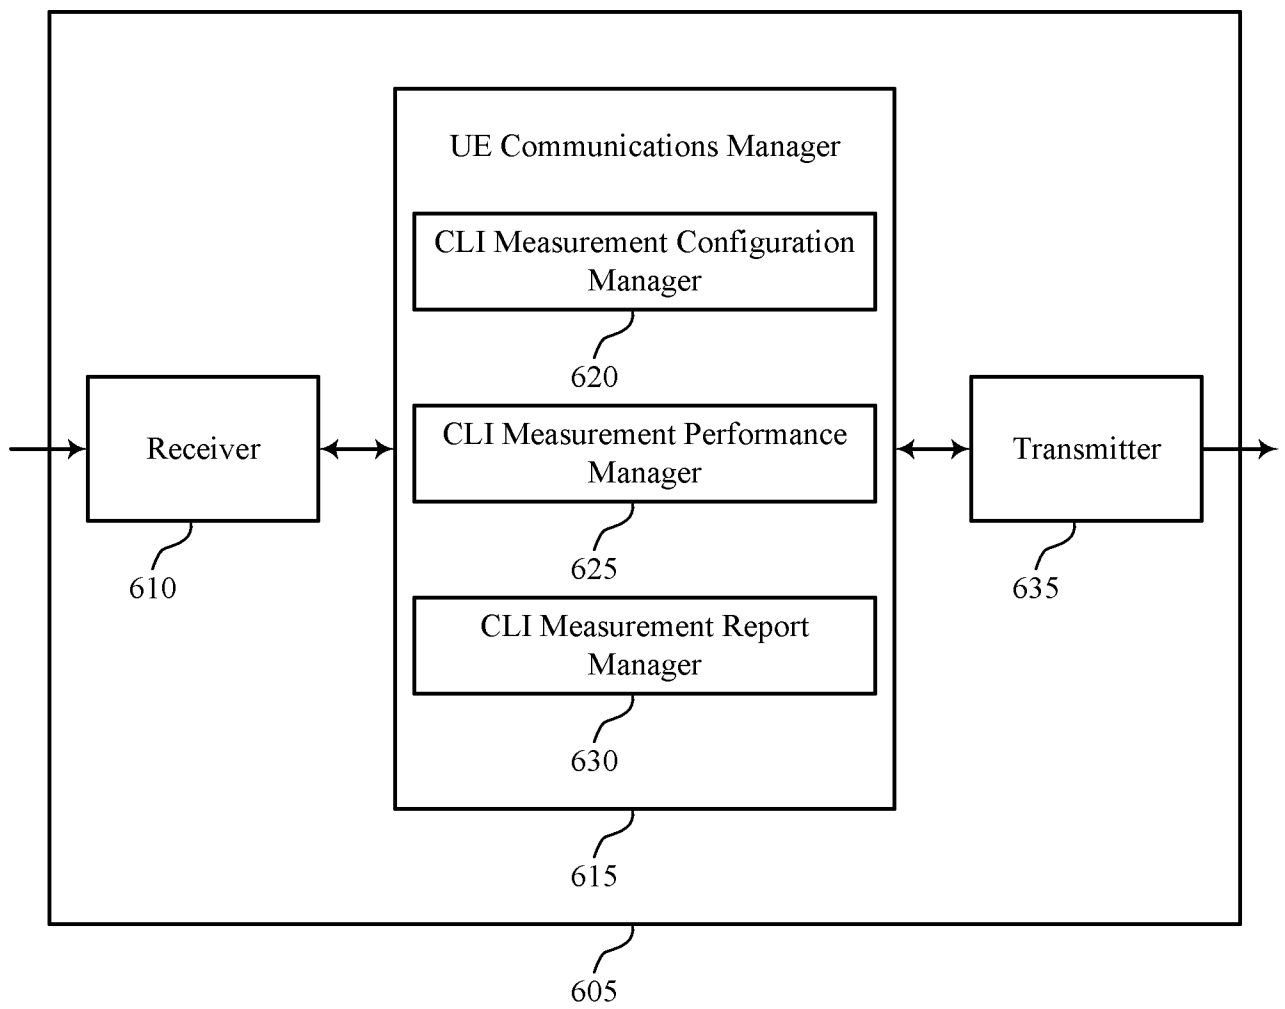 UE Communications Manager
CLI Measurement Configuration
Manager
620
Receiver
610
CLI Measurement Performance
Manager
625
Transmitter
635
CLI Measurement Report
Manager
630
615
605